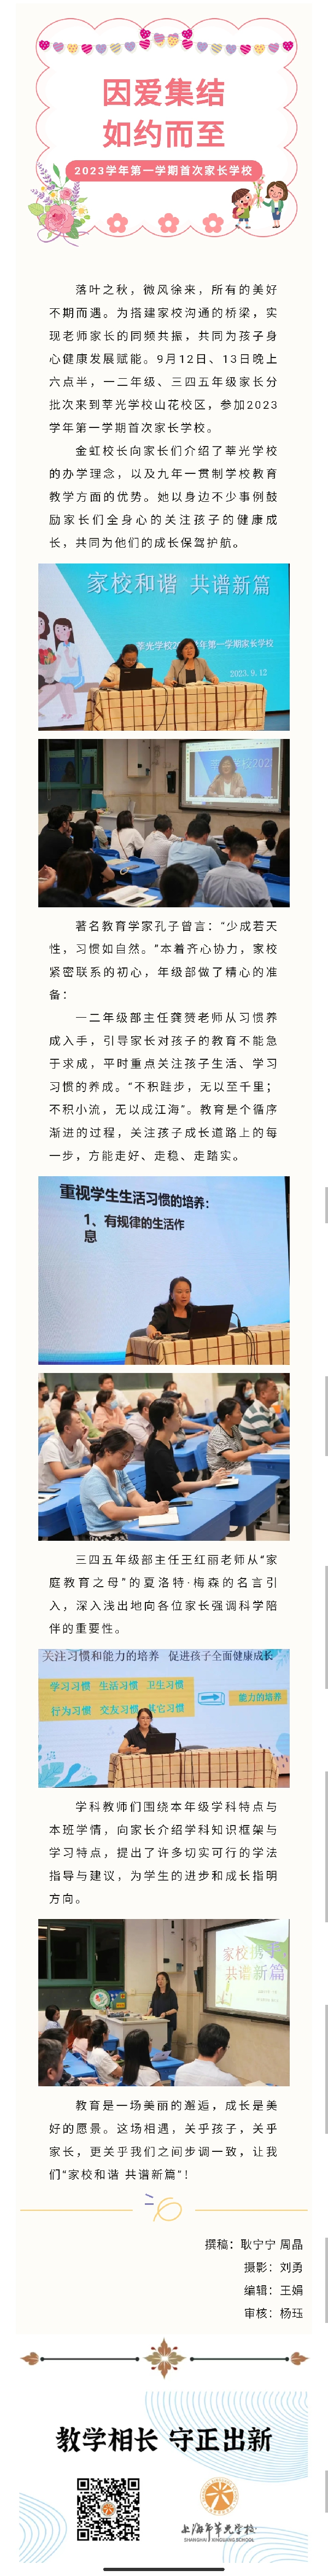 因爱集结
如约而至
2023学年第一学期首次家长学校
落叶之秋，微风徐来，所有的美好
不期而遇。为搭建家校沟通的桥梁，实
现老师家长的同频共振，共同为孩子身
心健康发展赋能。9月12日、13日晚上
六点半，一二年级、三四五年级家长分
批次来到莘光学校山花校区，参加2023
学年第一学期首次家长学校。
金虹校长向家长们介绍了莘光学校
的办学理念，以及九年一贯制学校教育
教学方面的优势。她以身边不少事例鼓
励家长们全身心的关注孩子的健康成
长，共同为他们的成长保驾护航。
家校和谐 共谱新篇
2023.9.12
著名教育学家孔子曾言：“少成若天
性，习惯如自然。”本着齐心协力，家校
紧密联系的初心，年级部做了精心的准
备：
一二年级部主任龚赟老师从习惯养
成入手，引导家长对孩子的教育不能急
于求成，平时重点关注孩子生活、学习
习惯的养成。“不积跬步，无以至千里；
不积小流，无以成江海”。教育是个循序
渐进的过程，关注孩子成长道路上的每
一步，方能走好、走稳、走踏实。
重视学生生活习惯的培养：
1、有规律的生活作
息
三四五年级部主任王红丽老师从“家
庭教育之母”的夏洛特·梅森的名言引
入，深入浅出地向各位家长强调科学陪
伴的重要性。
关注习惯和能力的培养 促进孩子全面健康成长
学习习惯 生活习惯 卫生习惯
行为习惯 交友习惯 其它习惯
能力的培养
学科教师们围绕本年级学科特点与
本班学情，向家长介绍学科知识框架与
学习特点，提出了许多切实可行的学法
指导与建议，为学生的进步和成长指明
方向。
家校携手
共谱新篇
教育是一场美丽的邂逅，成长是美
好的愿景。这场相遇，关乎孩子，关乎
家长，更关乎我们之间步调一致，让我
们“家校和谐 共谱新篇”！
撰稿：耿宁宁 周晶
摄影：刘勇
编辑：王娟
审核：杨珏
教学相长 守正出新
上海市莘光学校
SHANGHAI XINGUANG SCHOOL